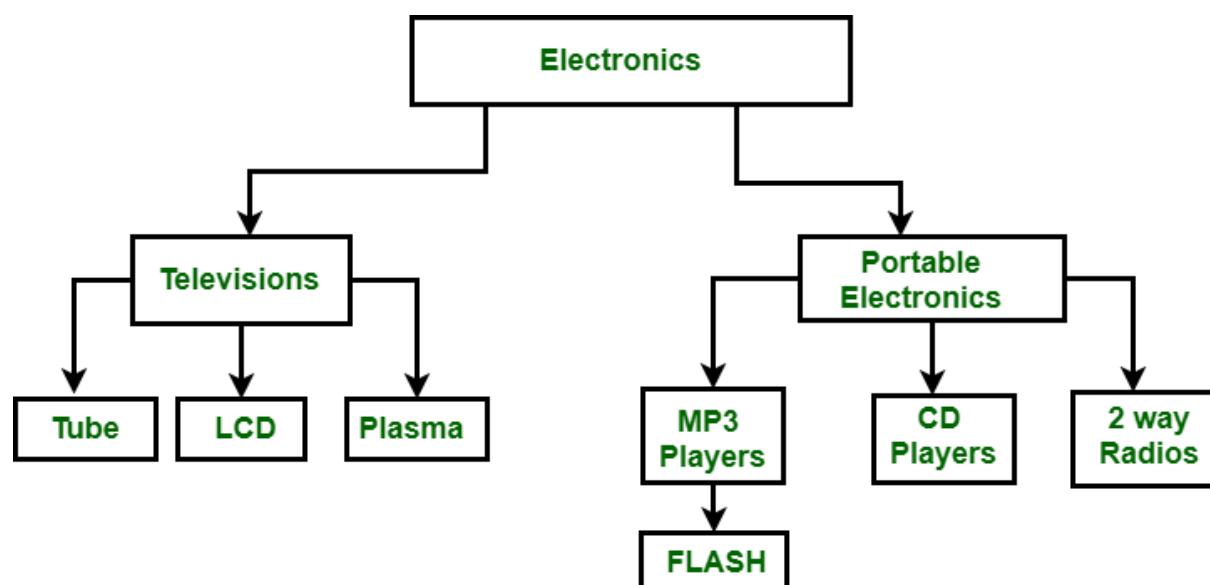 Electronics
Televisions
Portable
Electronics
Tube
LCD
Plasma
MP3
Players
CD
Players
2 way
Radios
FLASH